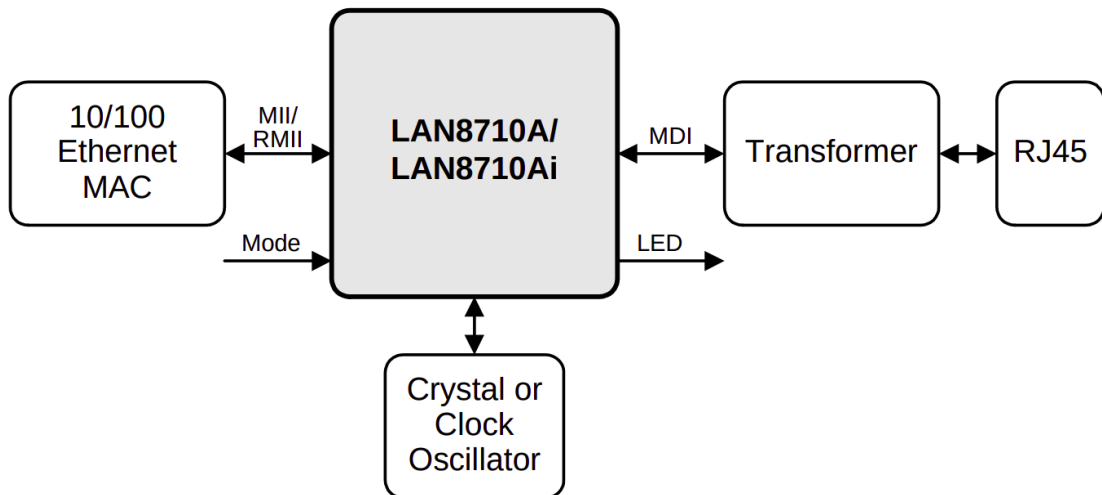 10/100
Ethernet
MAC
MII/
RMII
Mode
LAN8710A/
LAN8710Ai
MDI
LED
Transformer
RJ45
Crystal or
Clock
Oscillator